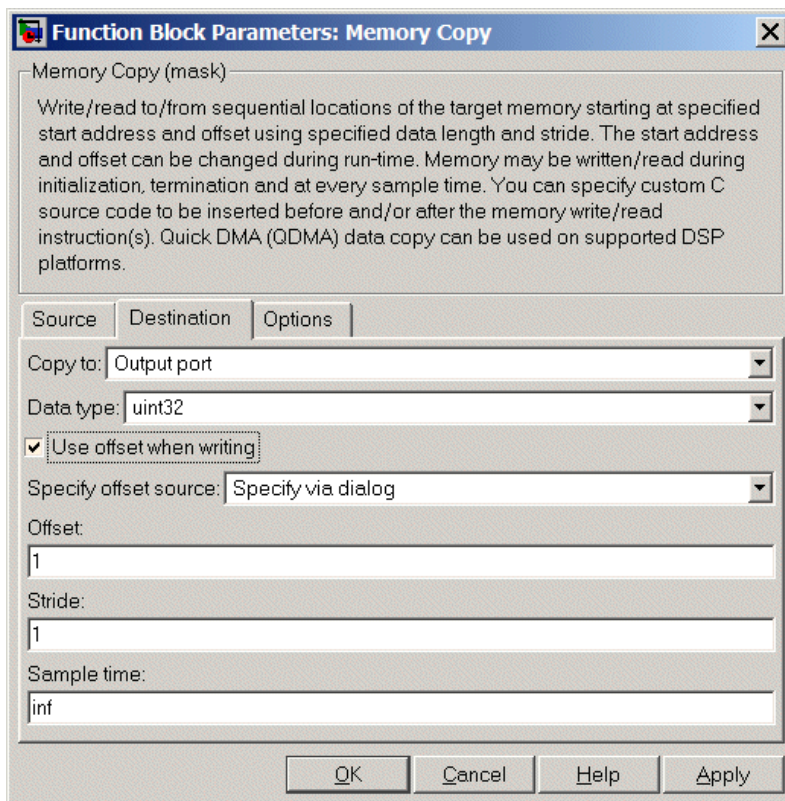 Function Block Parameters: Memory Copy
Memory Copy (mask)
Write/read to/from sequential locations of the target memory starting at specified
start address and offset using specified data length and stride. The start address
and offset can be changed during run-time. Memory may be written/read during
initialization, termination and at every sample time. You can specify custom C
source code to be inserted before and/or after the memory write/read
instruction(s). Quick DMA (QDMA) data copy can be used on supported DSP
platforms.
Source Destination Options
Copy to: Output port
Data type: uint32
Use offset when writing
Specify offset source: Specify via dialog
Offset:
1
Stride:
1
Sample time:
inf
OK Cancel Help Apply